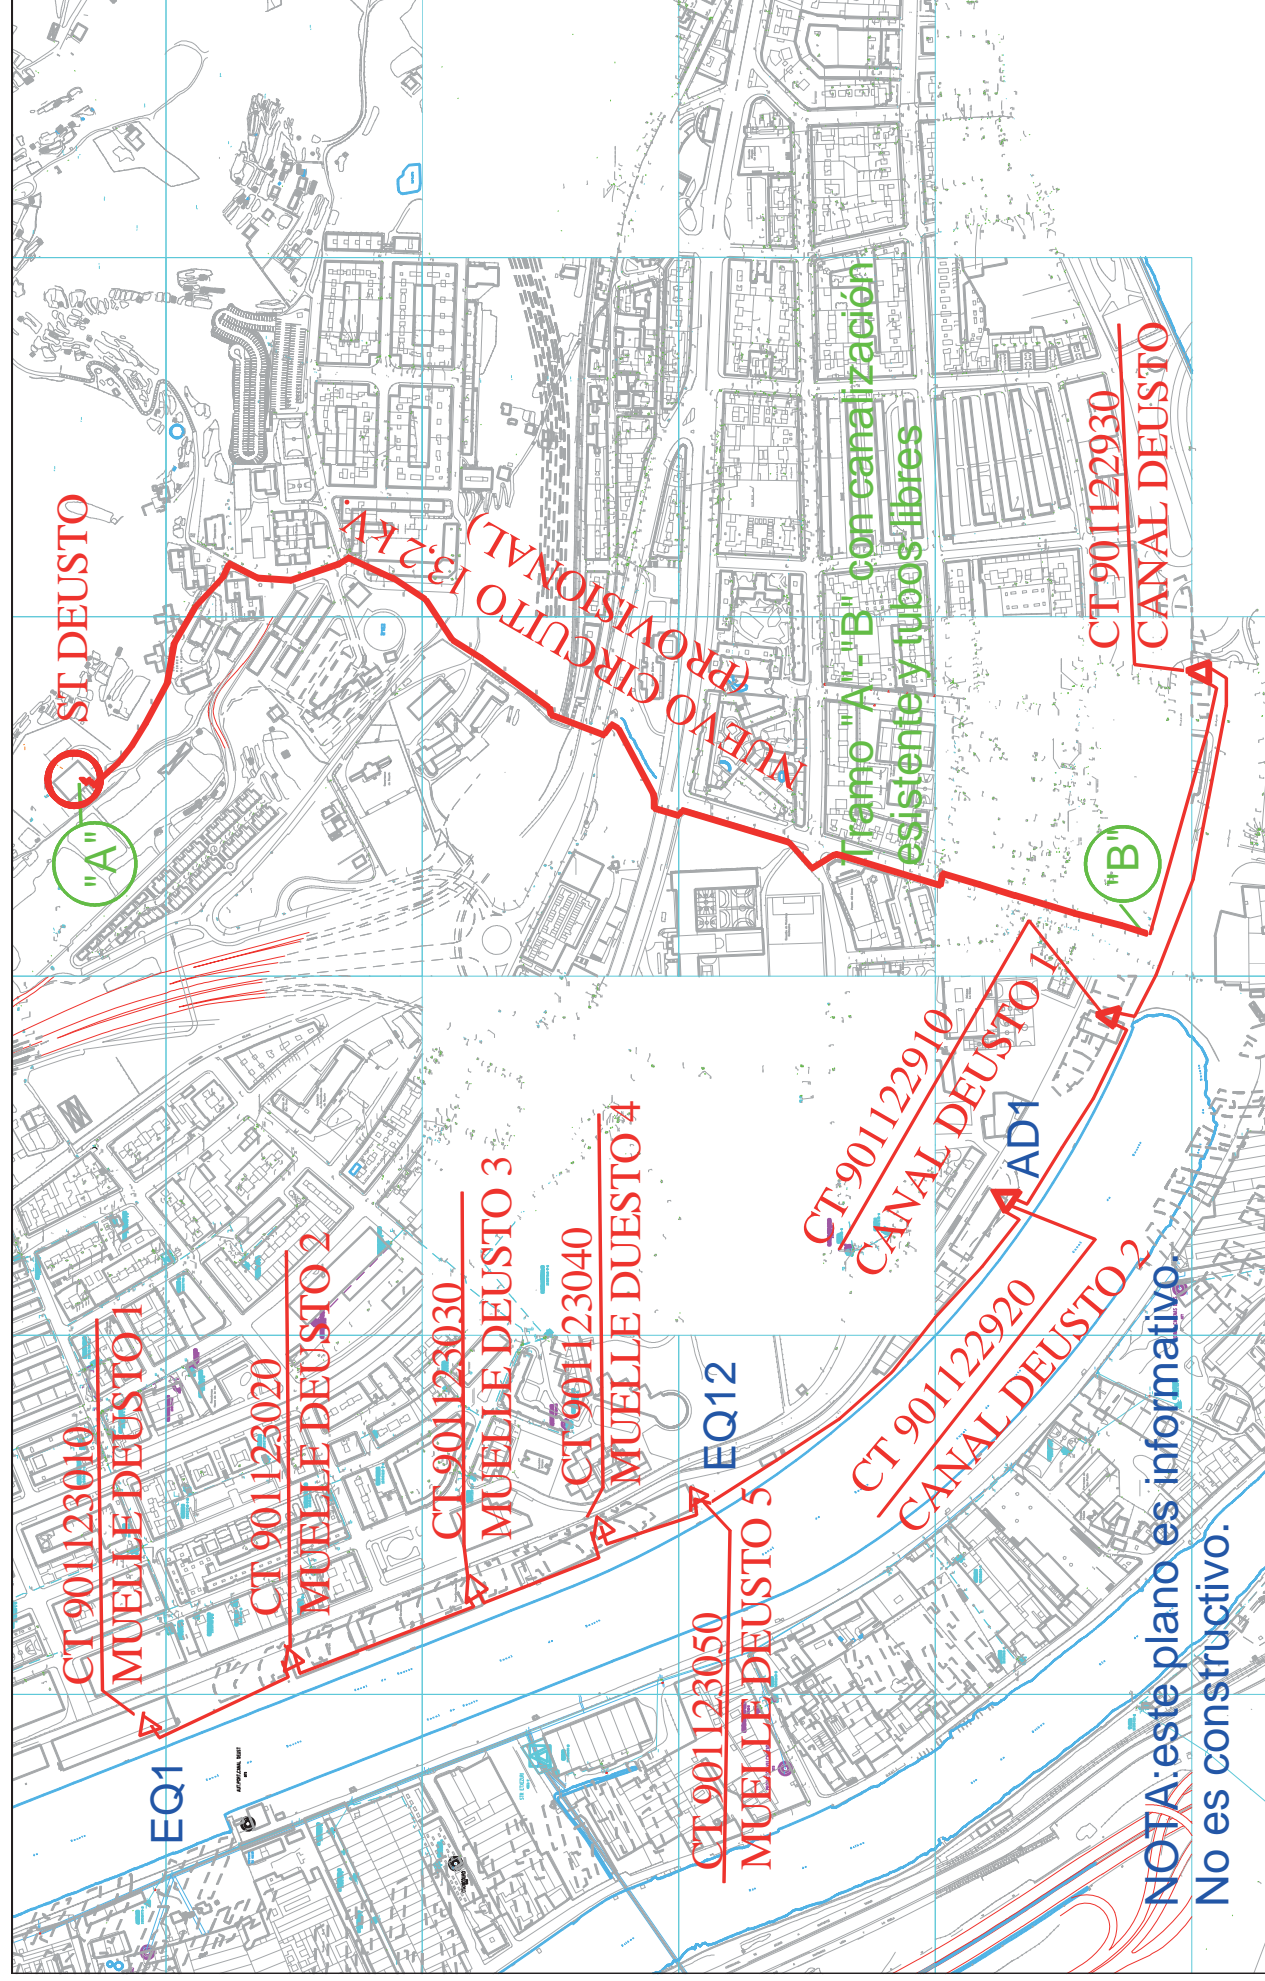 ST DEUSTO
"A"
NUEVO CIRCUITO 13,2 kV
(PROVISIONAL)
Tramo "A"-"B" con canalización
esistente y tubos libres
"B"
CT 901122930
CANAL DEUSTO
CT 901122910
CANAL DEUSTO 1
AD1
CT 901122920
CANAL DEUSTO 2
CT 901123010
MUELLE DEUSTO 1
CT 901123020
MUELLE DEUSTO 2
CT 901123030
MUELLE DEUSTO 3
CT 901123040
MUELLE DUESTO 4
EQ12
CT 901123050
MUELLE DEUSTO 5
EQ1
NOTA:este plano es informativo.
No es constructivo.